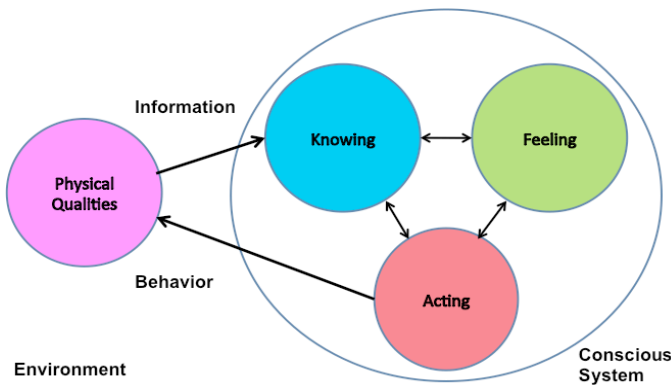 Information
Knowing
Feeling
Physical
Qualities
Behavior
Acting
Environment
Conscious
System